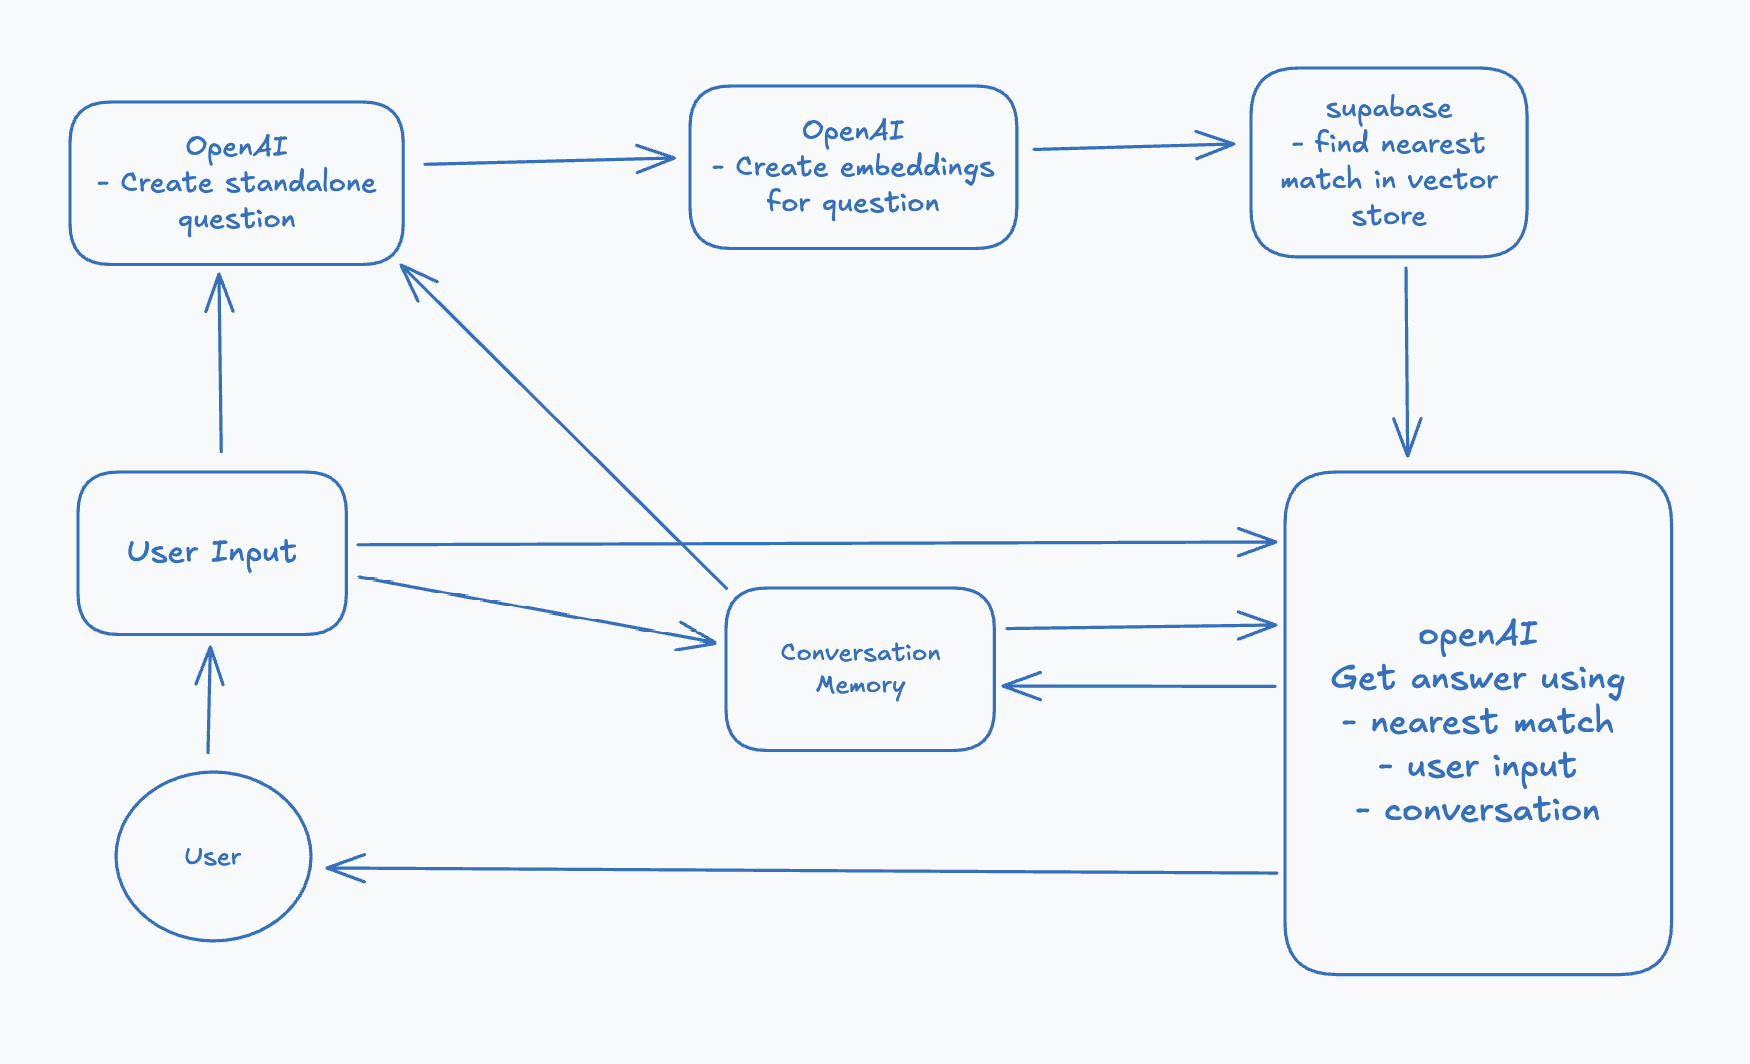 OpenAI
- Create standalone
question
OpenAI
- Create embeddings
for question
supabase
- find nearest
match in vector
store
User Input
Conversation
Memory
openAI
Get answer using
- nearest match
- user input
- conversation
User